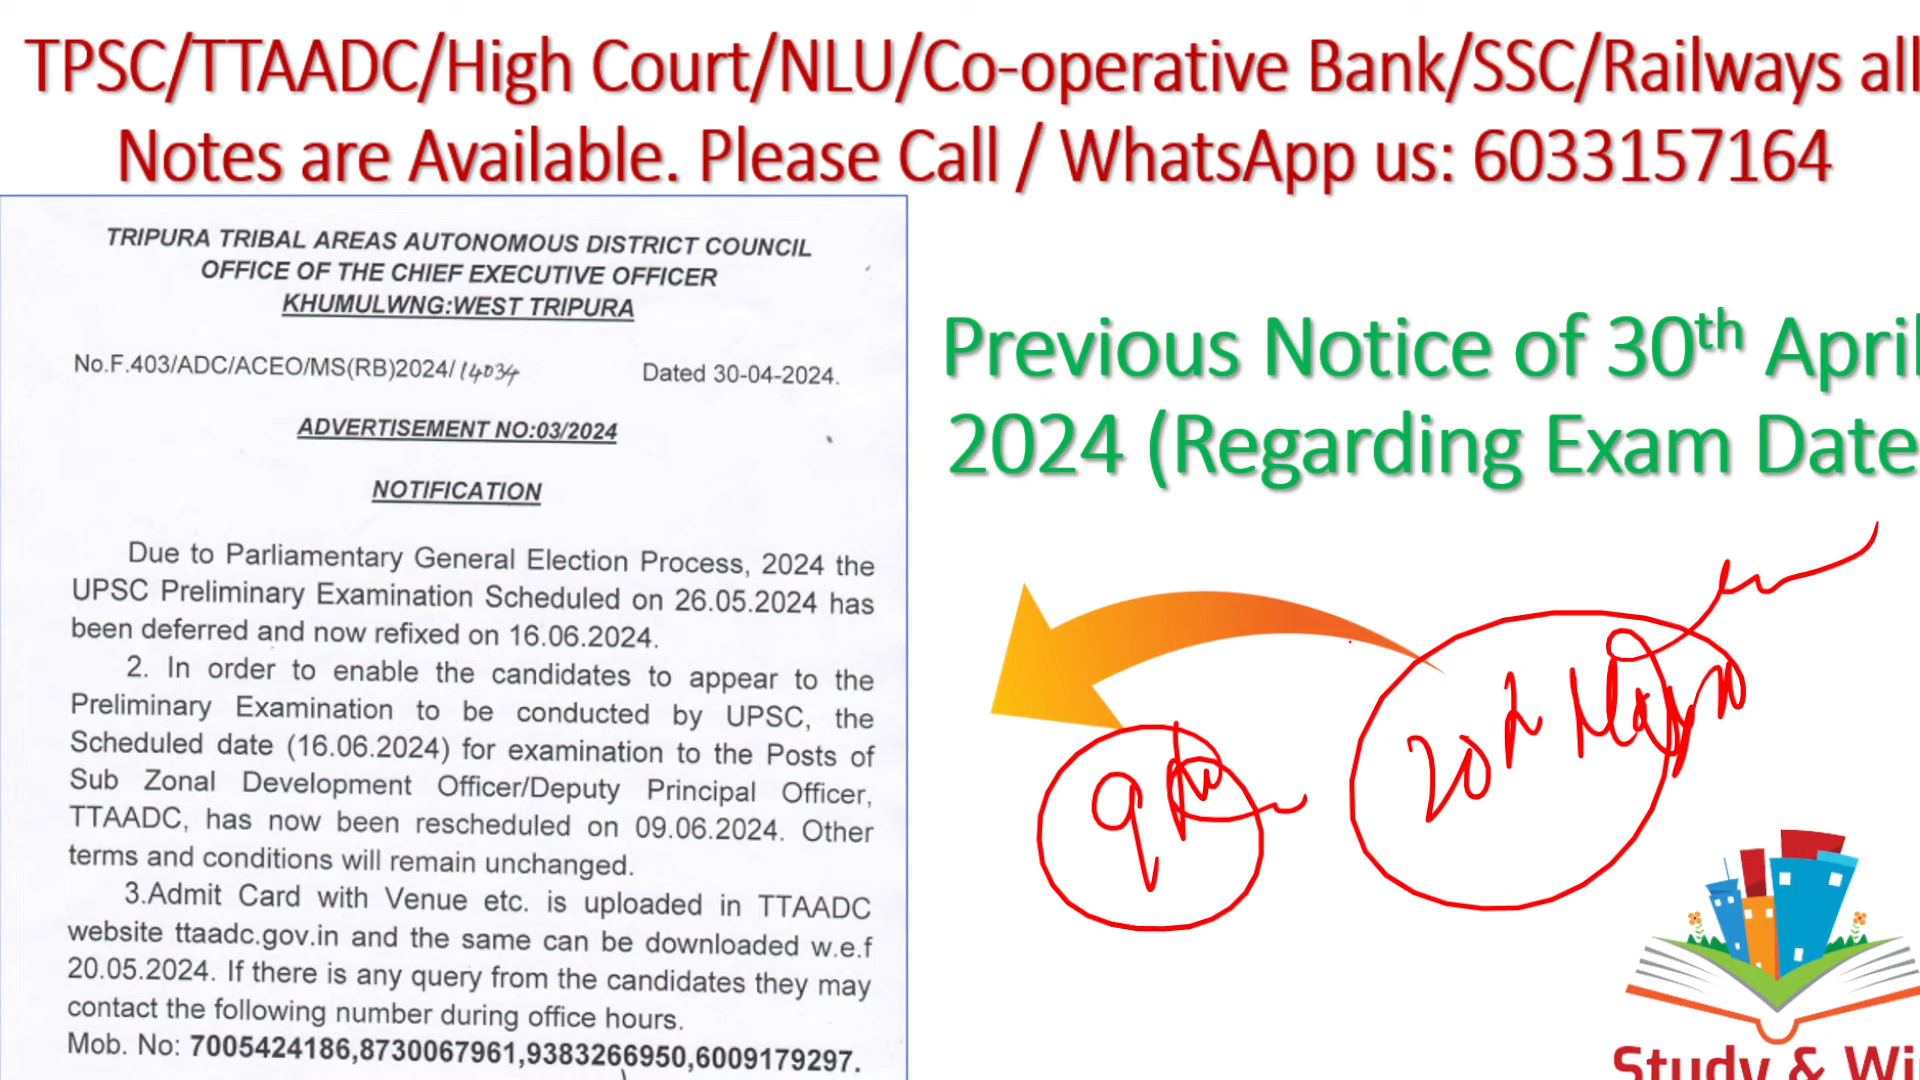 TPSC/TTAADC/High Court/NLU/Co-operative Bank/SSC/Railways all
Notes are Available. Please Call / WhatsApp us: 6033157164
TRIPURA TRIBAL AREAS AUTONOMOUS DISTRICT COUNCIL
OFFICE OF THE CHIEF EXECUTIVE OFFICER
KHUMULWNG:WEST TRIPURA
No.F.403/ADC/ACEO/MS(RB)2024/14034 Dated 30-04-2024.
ADVERTISEMENT NO:03/2024
NOTIFICATION
Due to Parliamentary General Election Process, 2024 the
UPSC Preliminary Examination Scheduled on 26.05.2024 has
been deferred and now refixed on 16.06.2024.
2. In order to enable the candidates to appear to the
Preliminary Examination to be conducted by UPSC, the
Scheduled date (16.06.2024) for examination to the Posts of
Sub Zonal Development Officer/Deputy Principal Officer,
TTAADC, has now been rescheduled on 09.06.2024. Other
terms and conditions will remain unchanged.
3.Admit Card with Venue etc. is uploaded in TTAADC
website ttaadc.gov.in and the same can be downloaded w.e.f
20.05.2024. If there is any query from the candidates they may
contact the following number during office hours.
Mob. No: 7005424186,8730067961,9383266950,6009179297.
Previous Notice of 30th April
2024 (Regarding Exam Date
20th May
9
Study & Wi